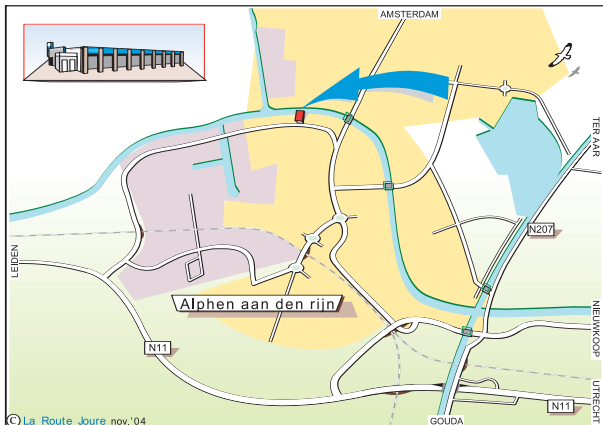 AMSTERDAM
TER AAR
N207
LEIDEN
Alphen aan den rijn
NIEUWKOOP
N11
N11
UTRECHT
© La Route Joure nov.'04
GOUDA